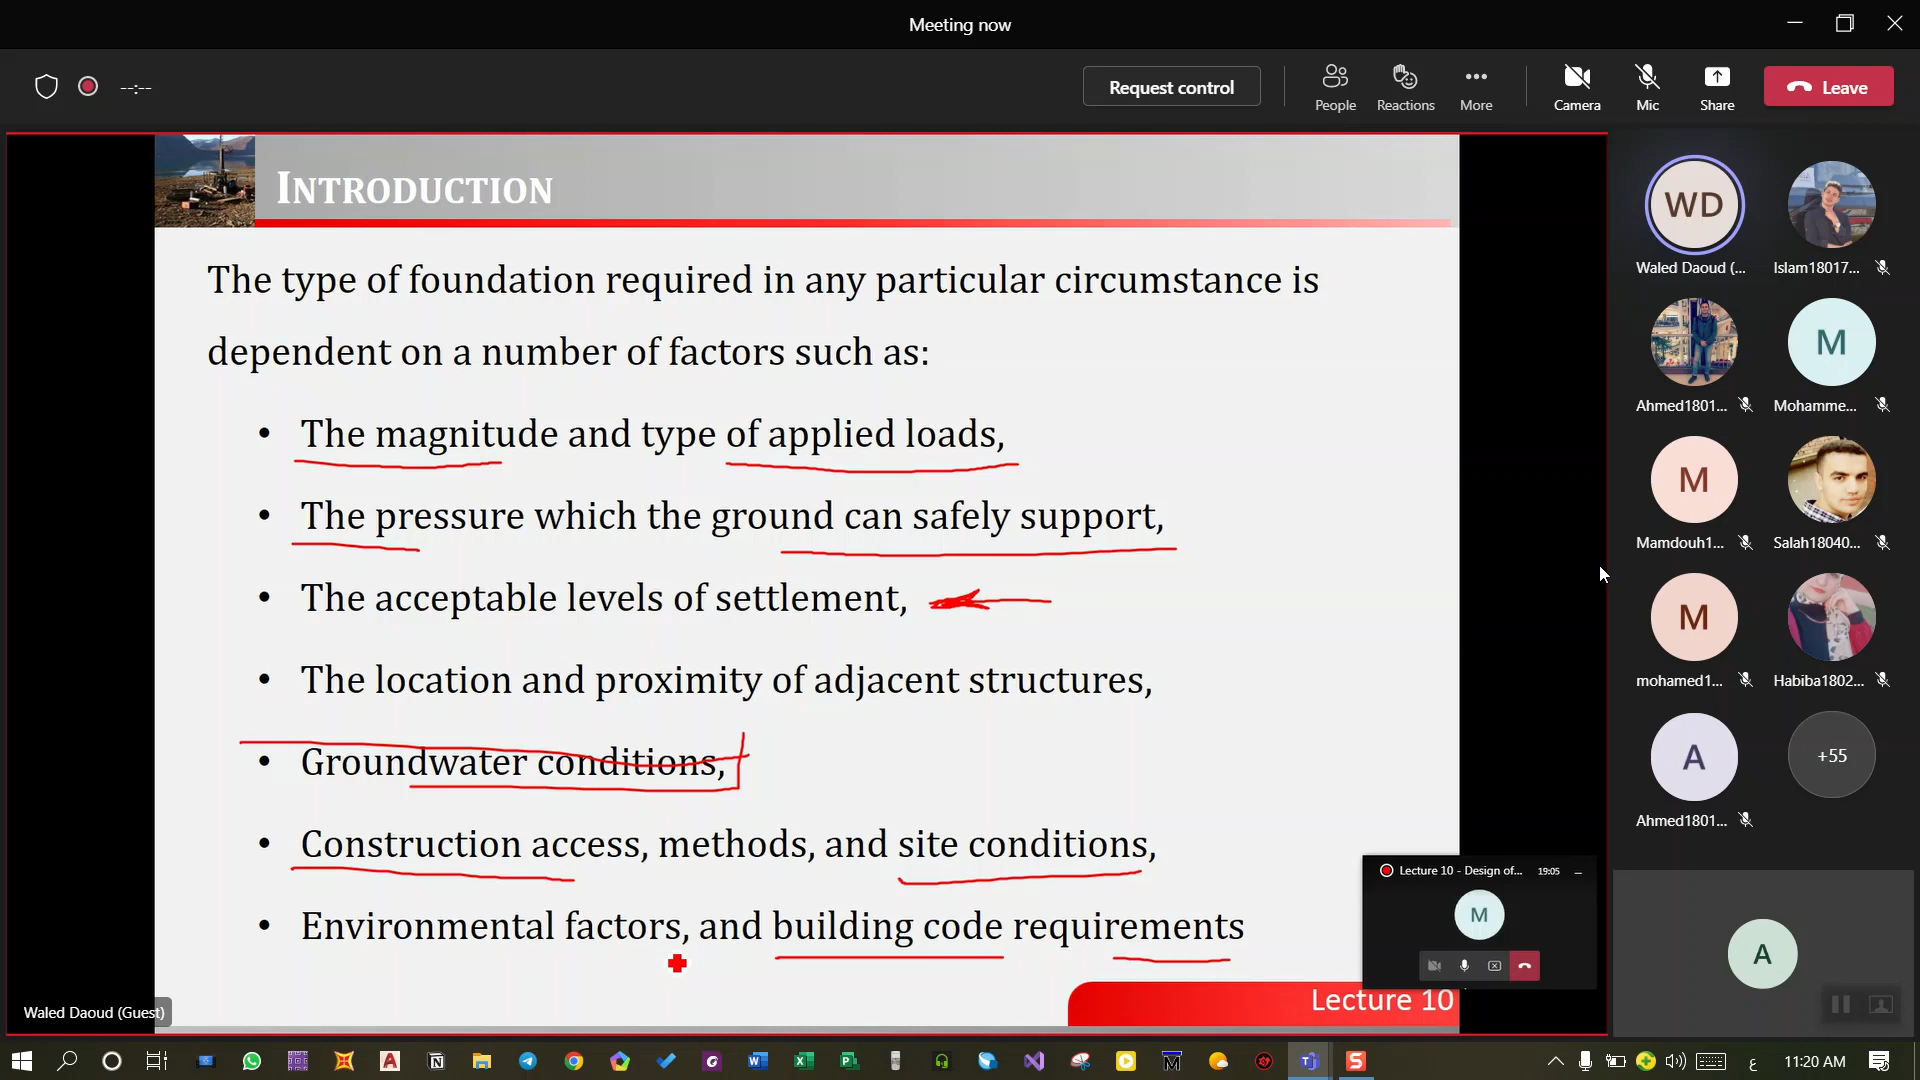 Meeting now
--:--
Request control
People
Reactions
More
Camera
Mic
Share
Leave
INTRODUCTION
The type of foundation required in any particular circumstance is
dependent on a number of factors such as:
• The magnitude and type of applied loads,
• The pressure which the ground can safely support,
• The acceptable levels of settlement,
• The location and proximity of adjacent structures,
• Groundwater conditions,
• Construction access, methods, and site conditions,
• Environmental factors, and building code requirements
Lecture 10
Waled Daoud (Guest)
Lecture 10 - Design of... 19:05
M
WD
Waled Daoud (... Islam18017...
M
Ahmed1801... Mohamme...
M
Mamdouh1... Salah18040...
M
mohamed1... Habiba1802...
A +55
Ahmed1801...
A
ع 11:20 AM